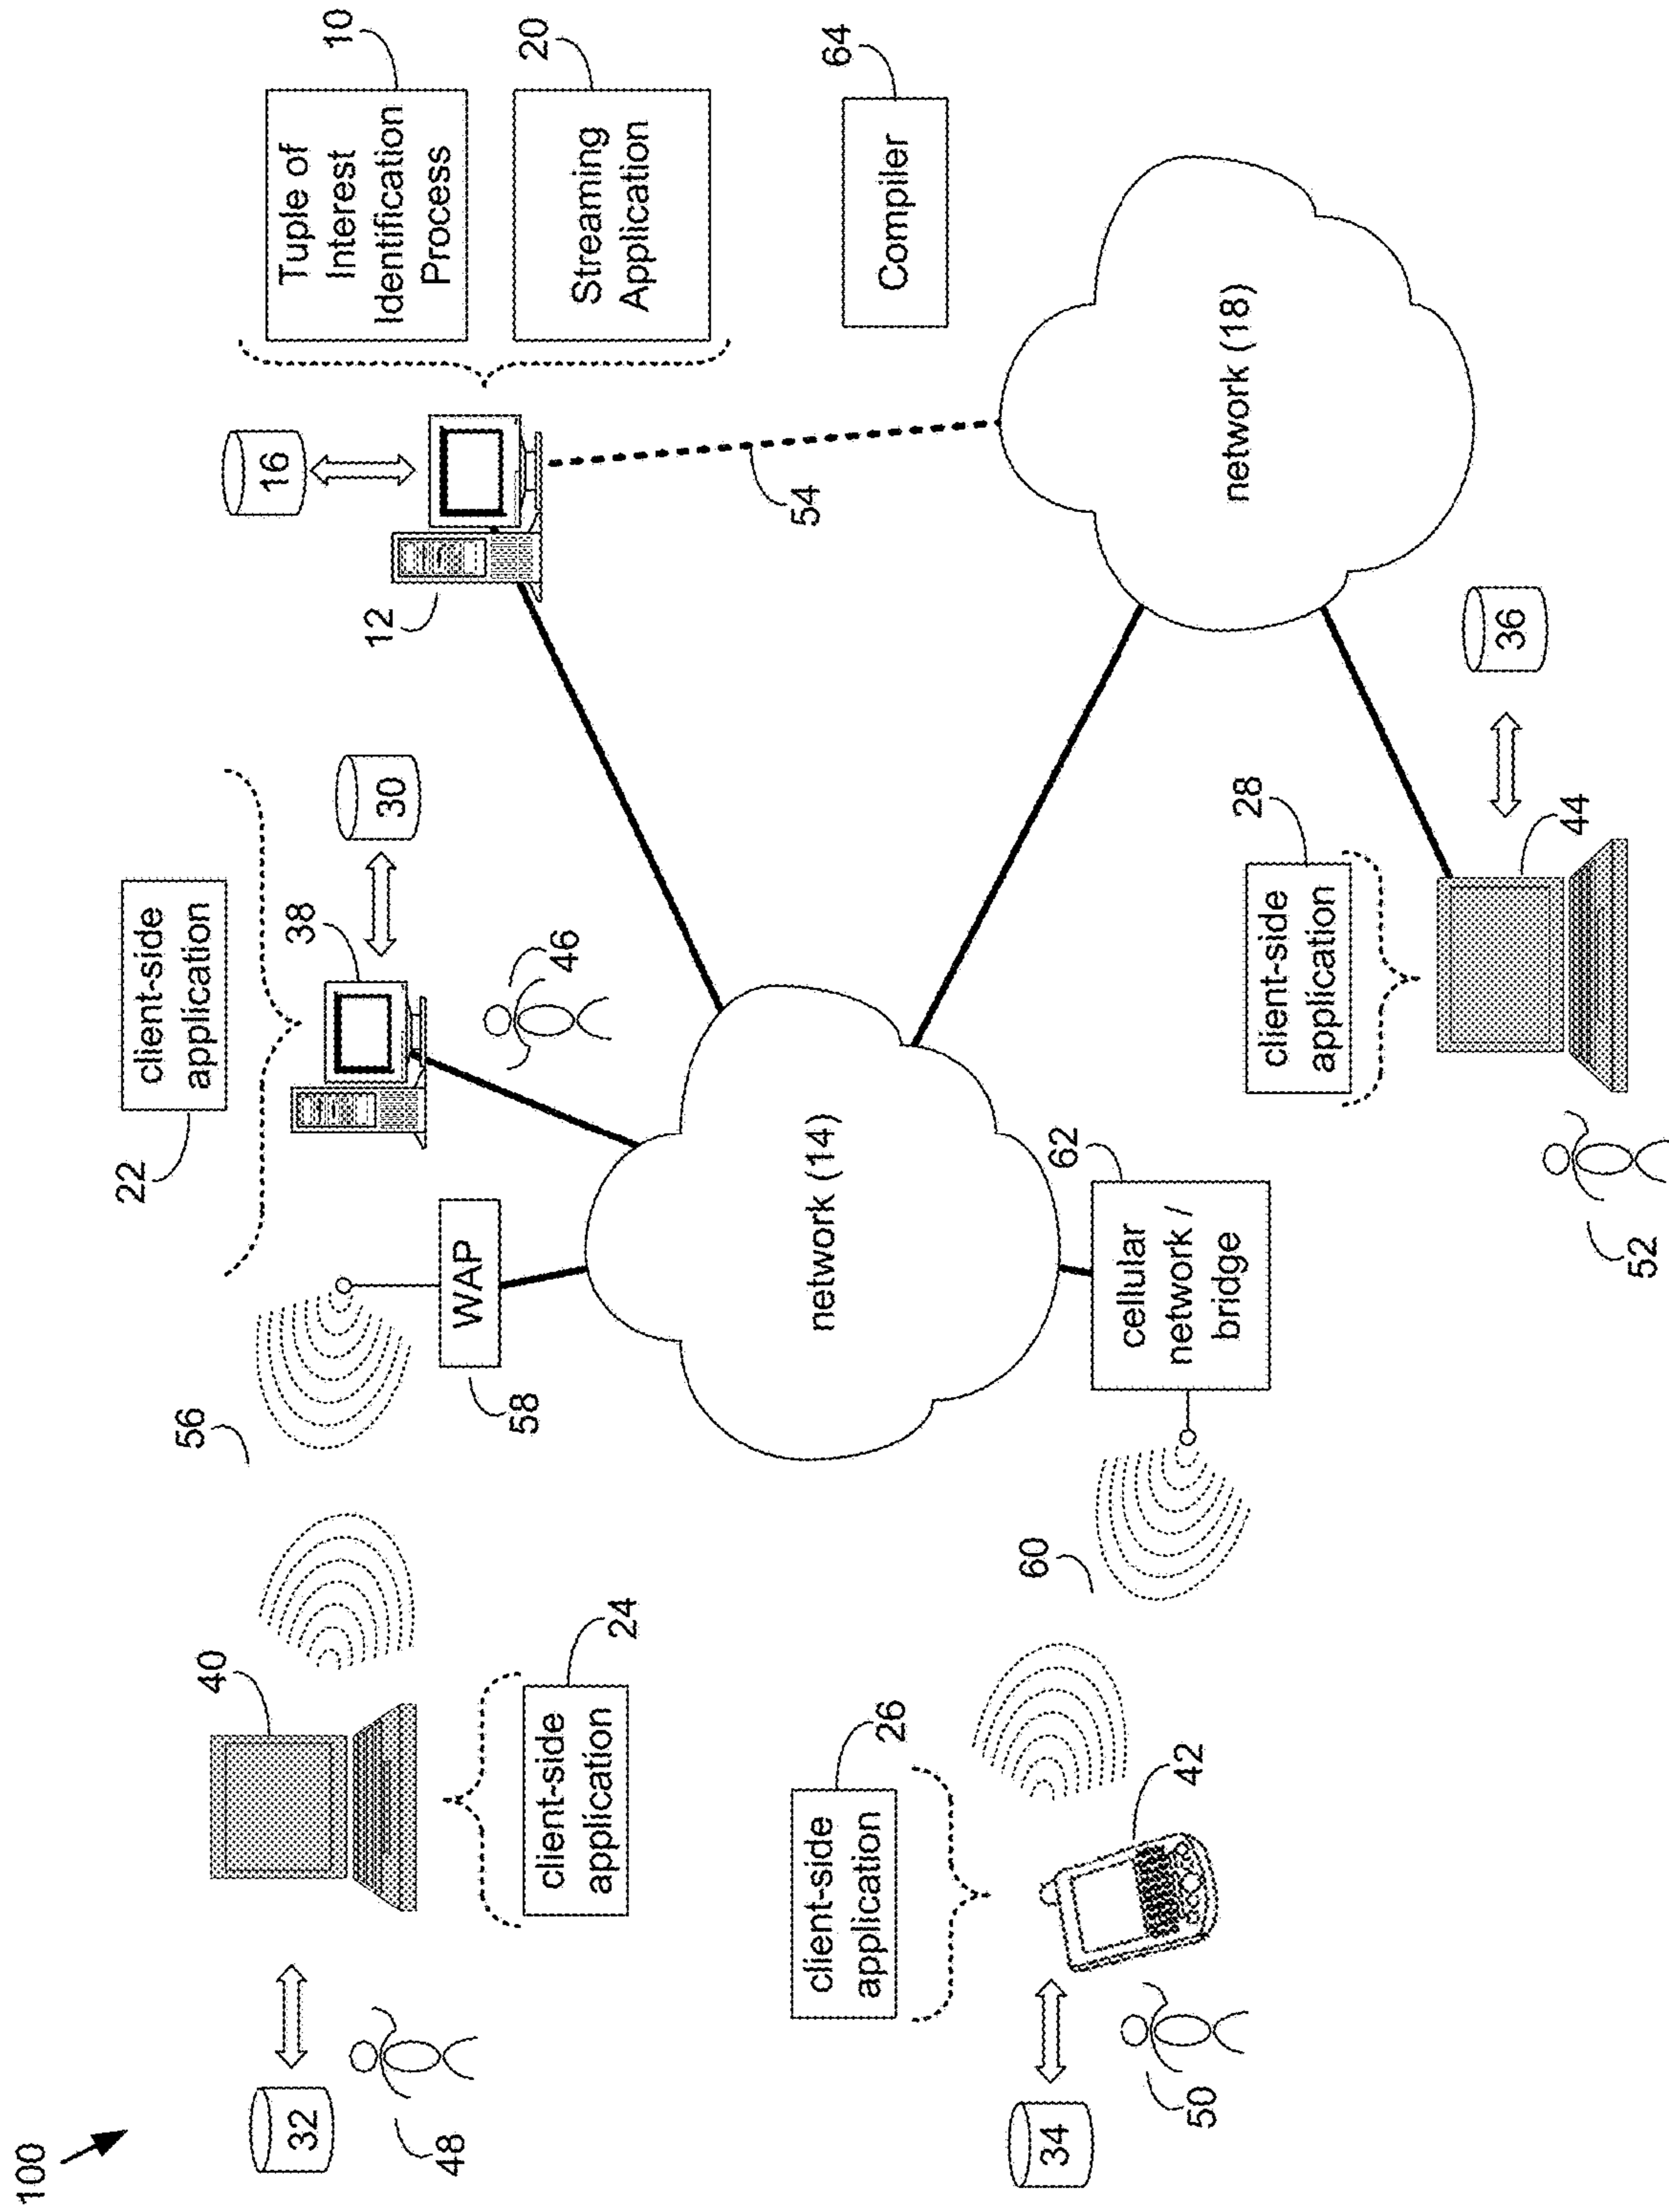 100
22
client-side
application
56
40
16
32
38
10
Tuple of
Interest
Identification
Process
12
30
48
WAP
58
20
Streaming
Application
24
client-side
application
46
54
network (14)
64
Compiler
26
client-side
application
60
34
62
cellular
network /
bridge
42
50
network (18)
28
client-side
application
36
44
52